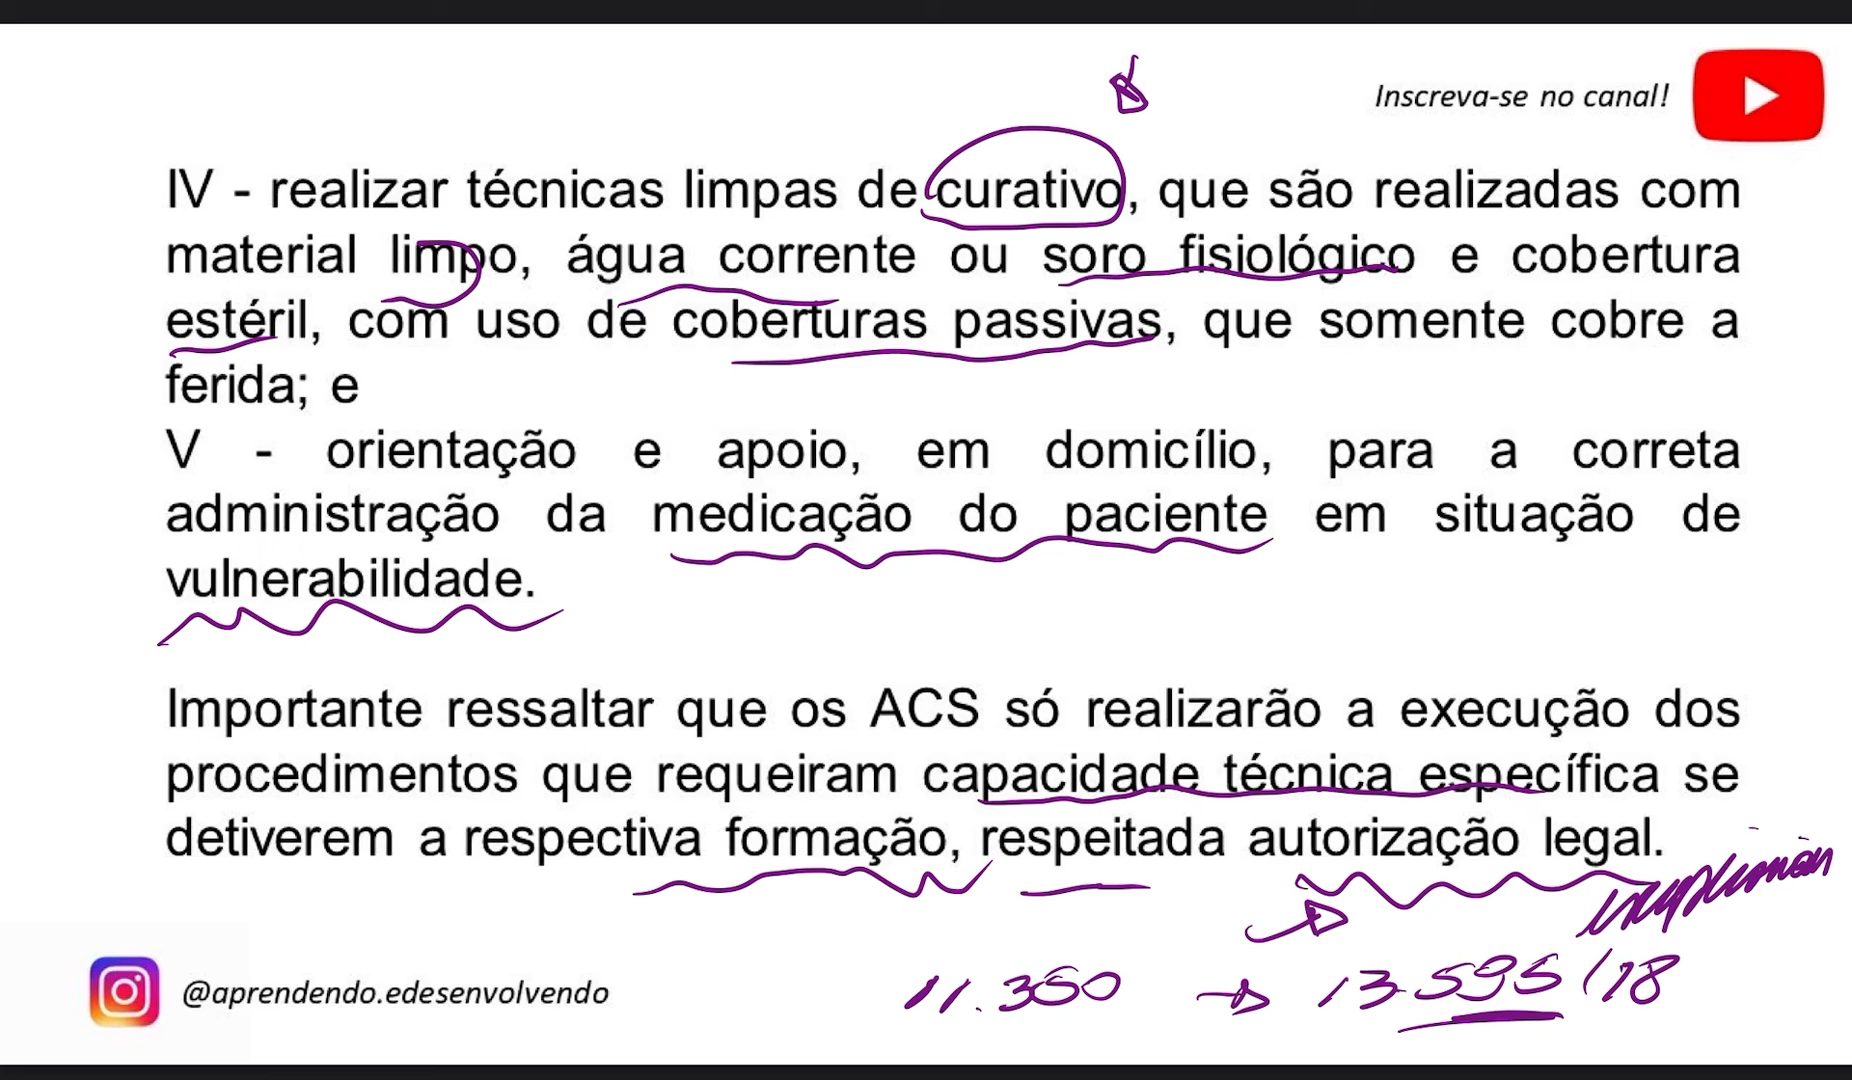 Inscreva-se no canal!
IV - realizar técnicas limpas de curativo, que são realizadas com
material limpo, água corrente ou soro fisiológico e cobertura
estéril, com uso de coberturas passivas, que somente cobre a
ferida; e
V - orientação e apoio, em domicílio, para a correta
administração da medicação do paciente em situação de
vulnerabilidade.
Importante ressaltar que os ACS só realizarão a execução dos
procedimentos que requeiram capacidade técnica específica se
detiverem a respectiva formação, respeitada autorização legal.
@aprendendo.edesenvolvendo
11.350 → 13.595/18